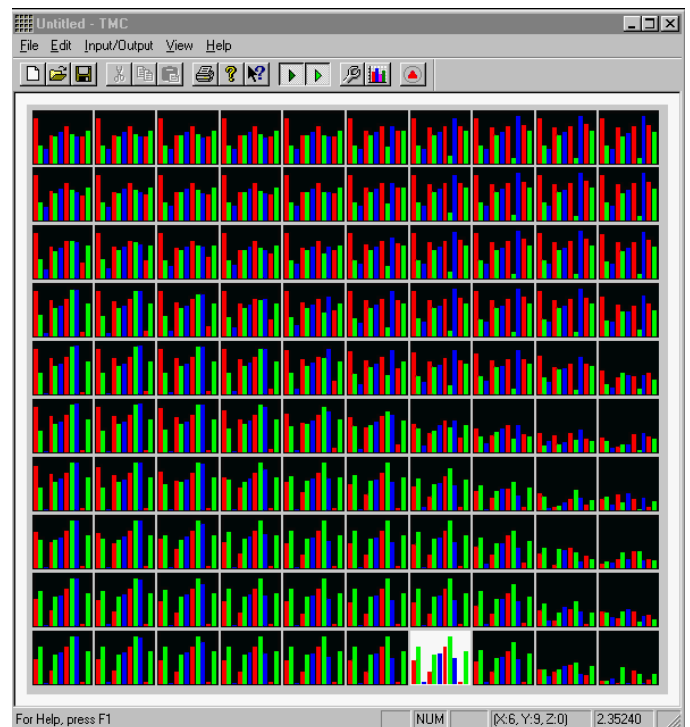 Untitled - TMC
File Edit Input/Output View Help
For Help, press F1 NUM (X:6, Y:9, Z:0) 2.35240